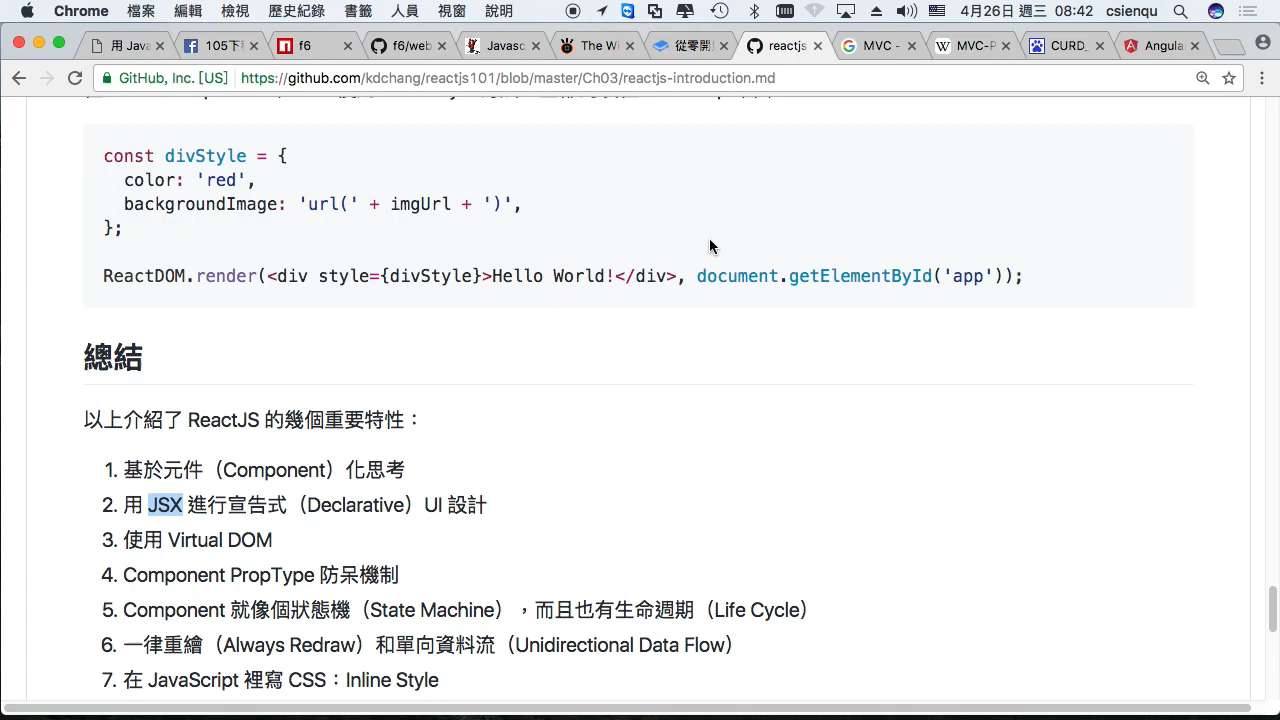 Chrome 檔案 編輯 檢視 歷史紀錄 書籤 人員 視窗 說明 4月26日 週三 08:42 csienqu
用 Java
105下
f6
f6/web
Javasc
The Wi
從零開
reactjs
MVC -
MVC-P
CURD_
Angula
GitHub, Inc. [US] https://github.com/kdchang/reactjs101/blob/master/Ch03/reactjs-introduction.md
const divStyle = {
color: 'red',
backgroundImage: 'url(' + imgUrl + ')',
};
ReactDOM.render(<div style={divStyle}>Hello World!</div>, document.getElementById('app'));
總結
以上介紹了 ReactJS 的幾個重要特性：
1. 基於元件（Component）化思考
2. 用 JSX 進行宣告式（Declarative）UI 設計
3. 使用 Virtual DOM
4. Component PropType 防呆機制
5. Component 就像個狀態機（State Machine），而且也有生命週期（Life Cycle）
6. 一律重繪（Always Redraw）和單向資料流（Unidirectional Data Flow）
7. 在 JavaScript 裡寫 CSS：Inline Style